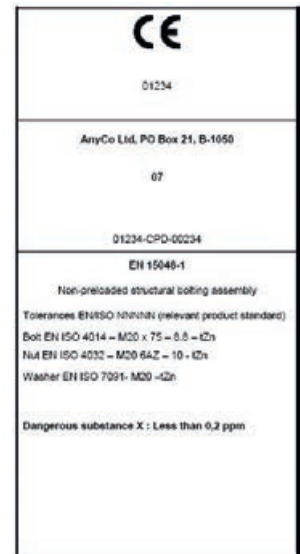 CE
01234
AnyCo Ltd, PO Box 21, B-1050
07
01234-CPD-00234
EN 15048-1
Non-preloaded structural bolting assembly
Tolerances EN/ISO NNNNN (relevant product standard)
Bolt EN ISO 4014 – M20 x 75 – 8.8 – tZn
Nut EN ISO 4032 – M20 6AZ – 10 - tZn
Washer EN ISO 7091- M20 –tZn
Dangerous substance X : Less than 0,2 ppm